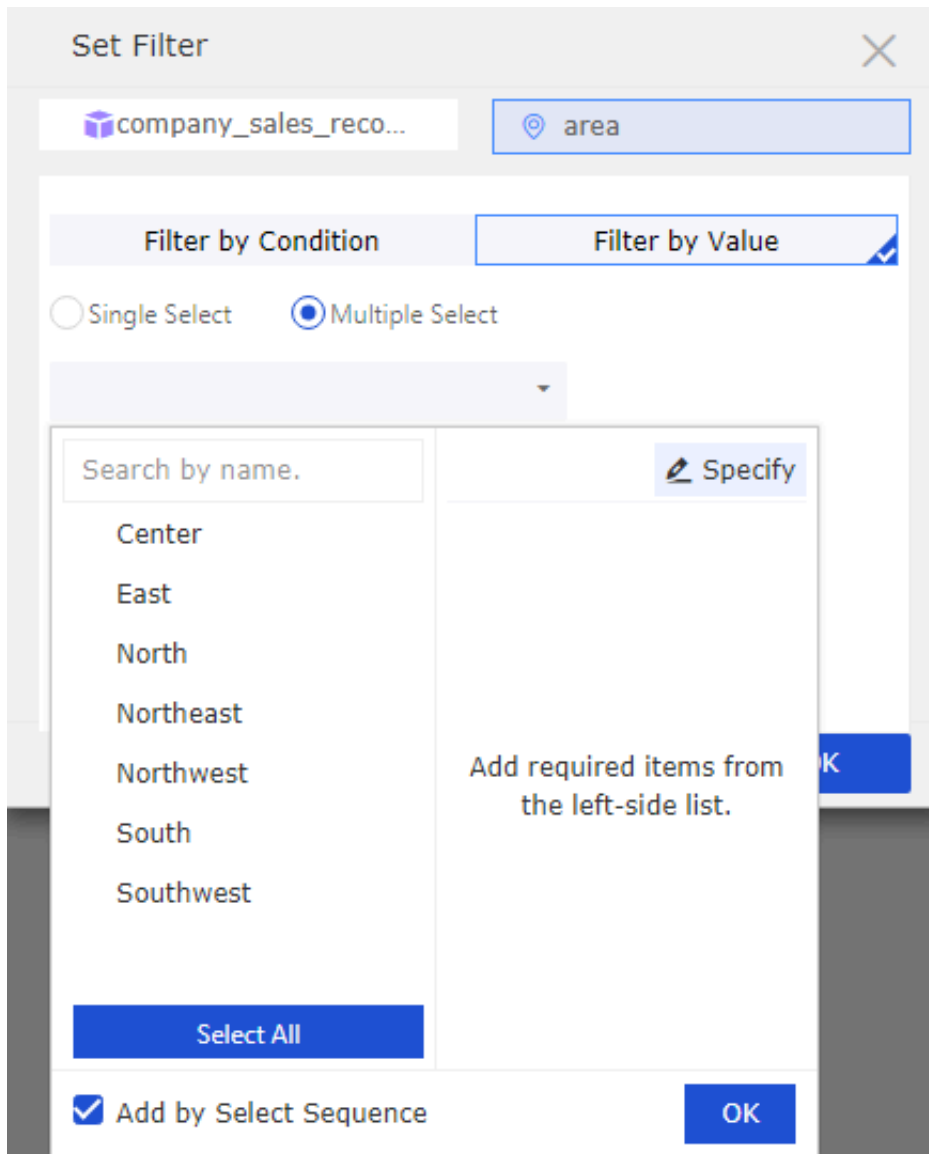 Set Filter
company_sales_reco...
area
Filter by Condition
Filter by Value
Single Select
Multiple Select
Search by name.
Specify
Center
East
North
Northeast
Northwest
South
Southwest
Add required items from
the left-side list.
K
Select All
Add by Select Sequence
OK